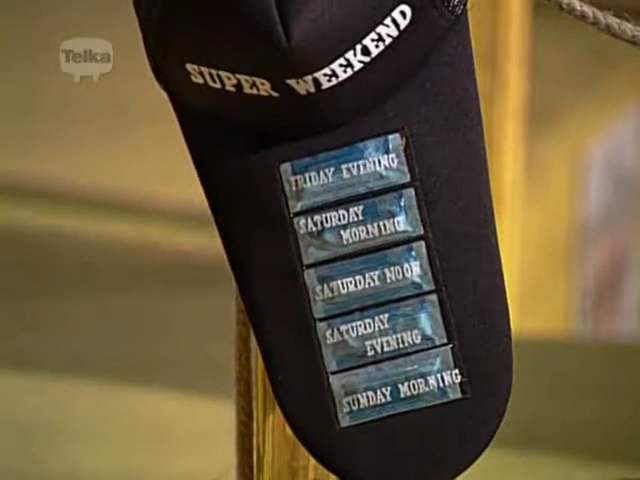 Telka
SUPER WEEKEND
FRIDAY EVENING
SATURDAY
MORNING
SATURDAY NOON
SATURDAY
EVENING
SUNDAY MORNING